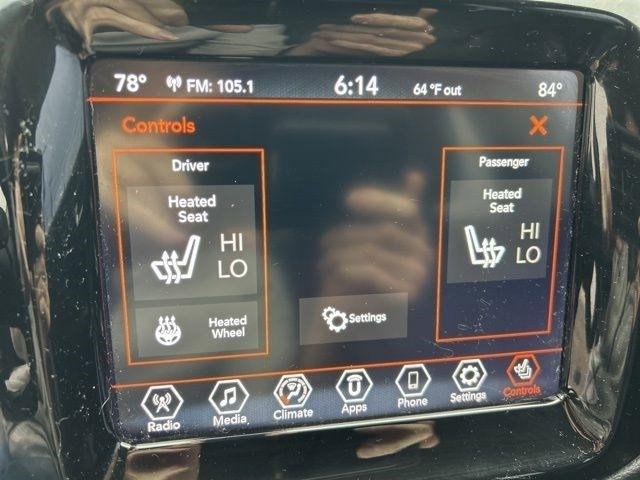 78° FM: 105.1 6:14 64 °F out 84°
Controls
Driver
Passenger
Heated
Seat
HI
LO
Heated
Seat
HI
LO
Heated
Wheel
Settings
Radio Media Climate Apps Phone Settings Controls